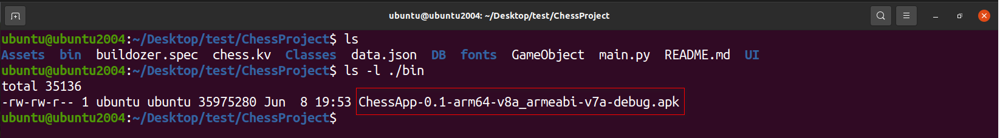 ubuntu@ubuntu2004: ~/Desktop/test/ChessProject
ubuntu@ubuntu2004:~/Desktop/test/ChessProject$ ls
Assets  bin  buildozer.spec  chess.kv  Classes  data.json  DB  fonts  GameObject  main.py  README.md  UI
ubuntu@ubuntu2004:~/Desktop/test/ChessProject$ ls -l ./bin
total 35136
-rw-rw-r-- 1 ubuntu ubuntu 35975280 Jun  8 19:53 ChessApp-0.1-arm64-v8a_armeabi-v7a-debug.apk
ubuntu@ubuntu2004:~/Desktop/test/ChessProject$